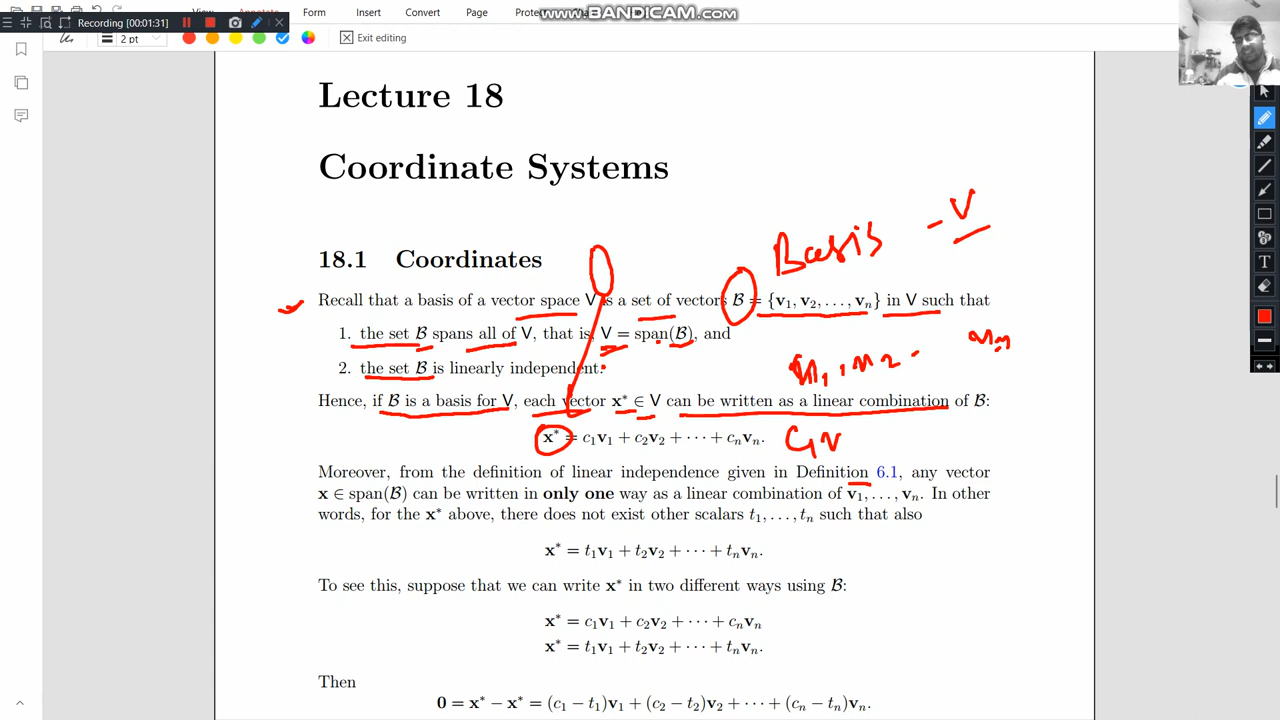 www.BANDICAM.com
Recording [00:01:31]
Form Insert Convert Page
2 pt
Exit editing
Lecture 18
Coordinate Systems
Basis - V
18.1 Coordinates
Recall that a basis of a vector space V is a set of vectors ℬ = {v₁, v₂, . . . , vₙ} in V such that
1. the set ℬ spans all of V, that is, V = span(ℬ), and
2. the set ℬ is linearly independent.
Hence, if ℬ is a basis for V, each vector x* ∈ V can be written as a linear combination of ℬ:
x* = c₁v₁ + c₂v₂ + · · · + cₙvₙ.
Moreover, from the definition of linear independence given in Definition 6.1, any vector
x ∈ span(ℬ) can be written in only one way as a linear combination of v₁, . . . , vₙ. In other
words, for the x* above, there does not exist other scalars t₁, . . . , tₙ such that also
x* = t₁v₁ + t₂v₂ + · · · + tₙvₙ.
To see this, suppose that we can write x* in two different ways using ℬ:
x* = c₁v₁ + c₂v₂ + · · · + cₙvₙ
x* = t₁v₁ + t₂v₂ + · · · + tₙvₙ.
Then
0 = x* − x* = (c₁ − t₁)v₁ + (c₂ − t₂)v₂ + · · · + (cₙ − tₙ)vₙ.